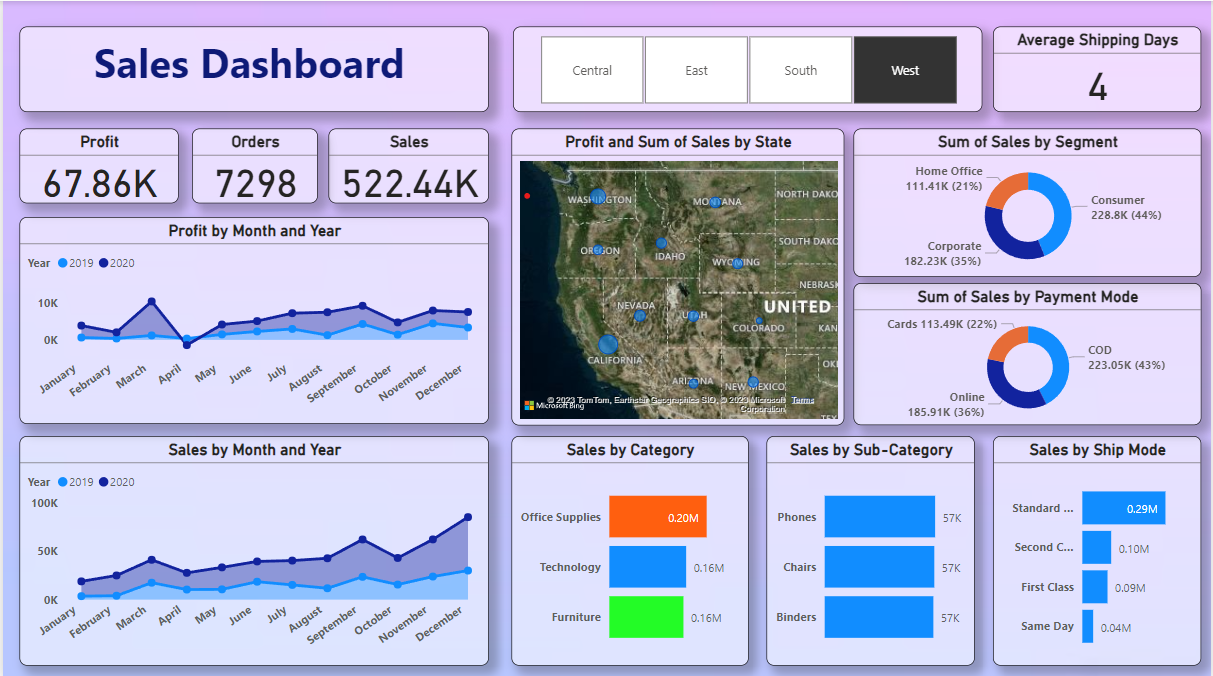 Sales Dashboard
Central
East
South
West
Average Shipping Days
4
Profit
67.86K
Orders
7298
Sales
522.44K
Profit by Month and Year
Year 2019 2020
10K
0K
January
February
March
April
May
June
July
August
September
October
November
December
Profit and Sum of Sales by State
WASHINGTON
MONTANA
NORTH DAKO
OREGON
IDAHO
SOUTH DAKO
WYOMING
NEBRASK
NEVADA
UTAH
UNITED
COLORADO
KAN
CALIFORNIA
ARIZONA
NEW MEXICO
OKL
TEX
Microsoft Bing
© 2023 TomTom, Earthstar Geographics SIO, © 2023 Microsoft Corporation
Terms
Sum of Sales by Segment
Home Office
111.41K (21%)
Consumer
228.8K (44%)
Corporate
182.23K (35%)
Sum of Sales by Payment Mode
Cards 113.49K (22%)
COD
223.05K (43%)
Online
185.91K (36%)
Sales by Month and Year
Year 2019 2020
100K
50K
0K
January
February
March
April
May
June
July
August
September
October
November
December
Sales by Category
Office Supplies 0.20M
Technology 0.16M
Furniture 0.16M
Sales by Sub-Category
Phones 57K
Chairs 57K
Binders 57K
Sales by Ship Mode
Standard ... 0.29M
Second C... 0.10M
First Class 0.09M
Same Day 0.04M